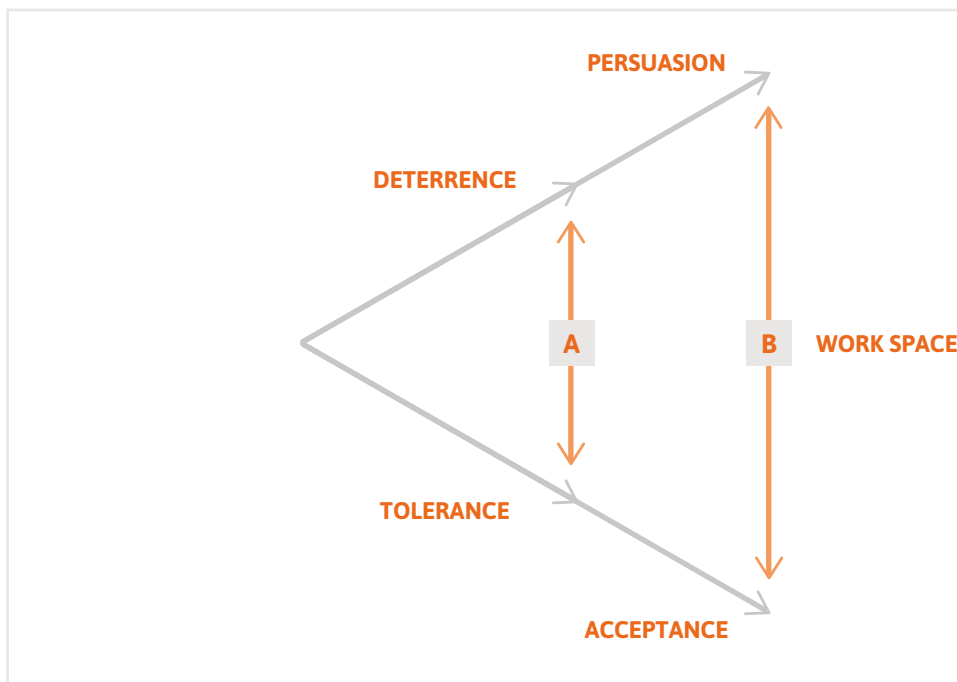 PERSUASION
DETERRENCE
A
B
WORK SPACE
TOLERANCE
ACCEPTANCE